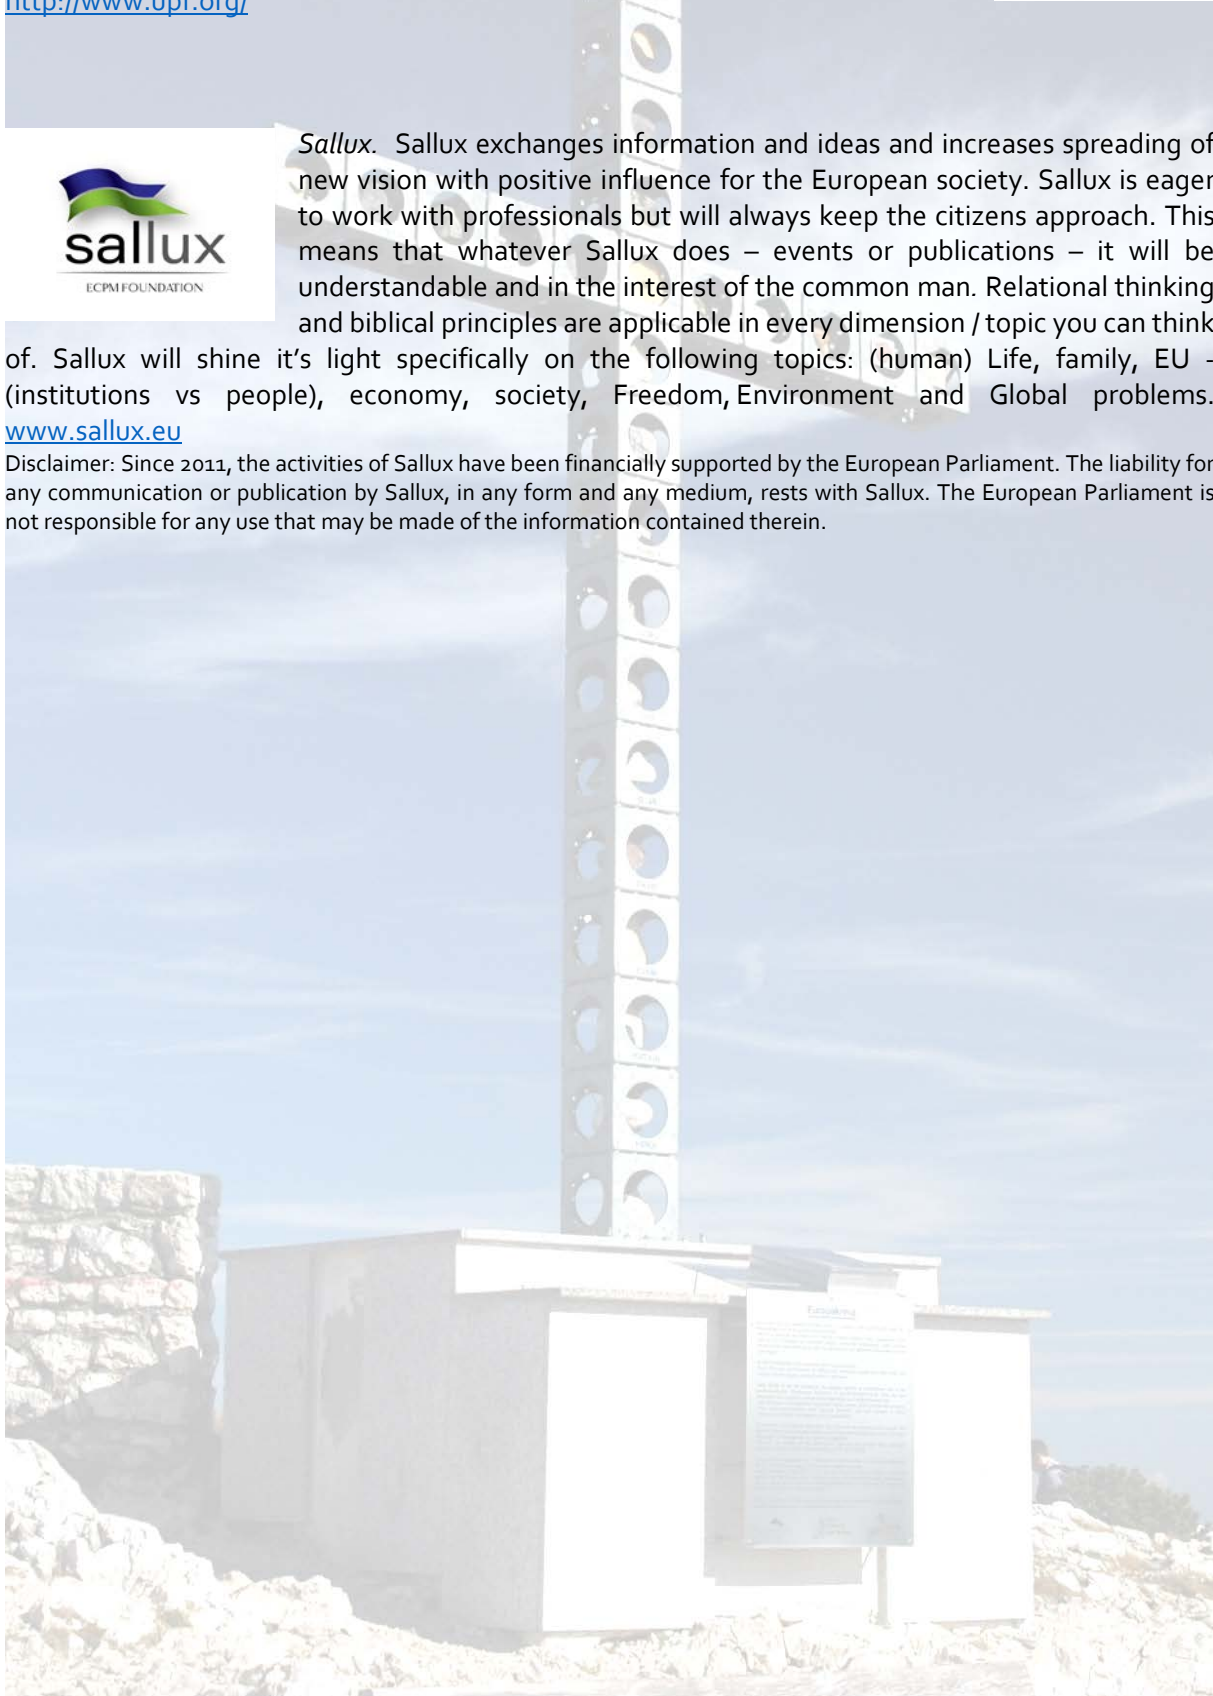 http://www.upf.org/
sallux
ECPM FOUNDATION
Sallux. Sallux exchanges information and ideas and increases spreading of
new vision with positive influence for the European society. Sallux is eager
to work with professionals but will always keep the citizens approach. This
means that whatever Sallux does – events or publications – it will be
understandable and in the interest of the common man. Relational thinking
and biblical principles are applicable in every dimension / topic you can think
of. Sallux will shine it's light specifically on the following topics: (human) Life, family, EU -
(institutions vs people), economy, society, Freedom, Environment and Global problems.
www.sallux.eu
Disclaimer: Since 2011, the activities of Sallux have been financially supported by the European Parliament. The liability for
any communication or publication by Sallux, in any form and any medium, rests with Sallux. The European Parliament is
not responsible for any use that may be made of the information contained therein.